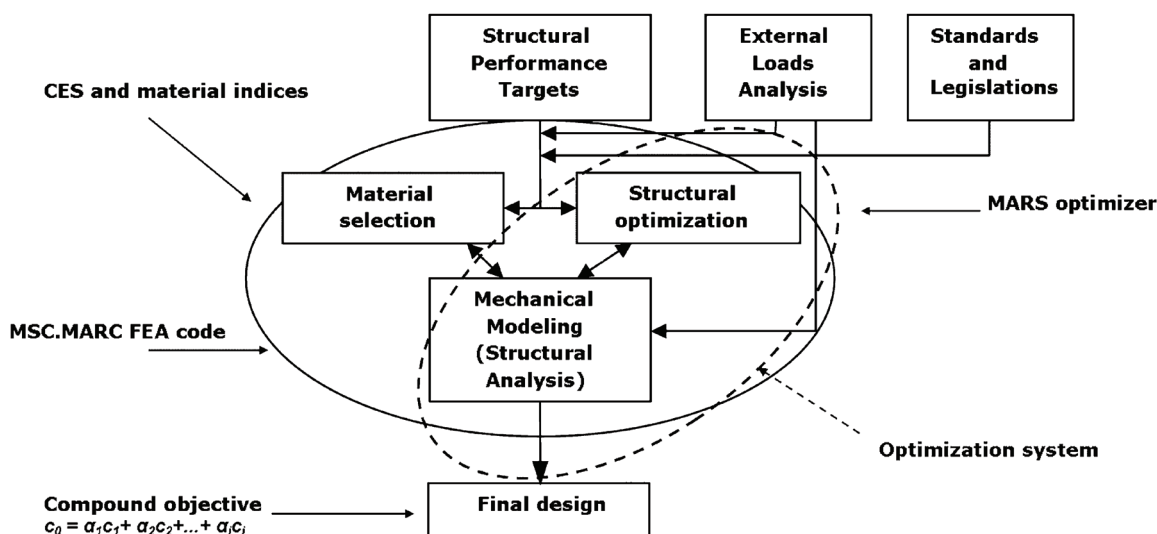 Structural
Performance
Targets
External
Loads
Analysis
Standards
and
Legislations
CES and material indices
Material
selection
Structural
optimization
MARS optimizer
Mechanical
Modeling
(Structural
Analysis)
MSC.MARC FEA code
Optimization system
Compound objective
c₀ = α₁c₁+ α₂c₂+...+ αᵢcᵢ
Final design